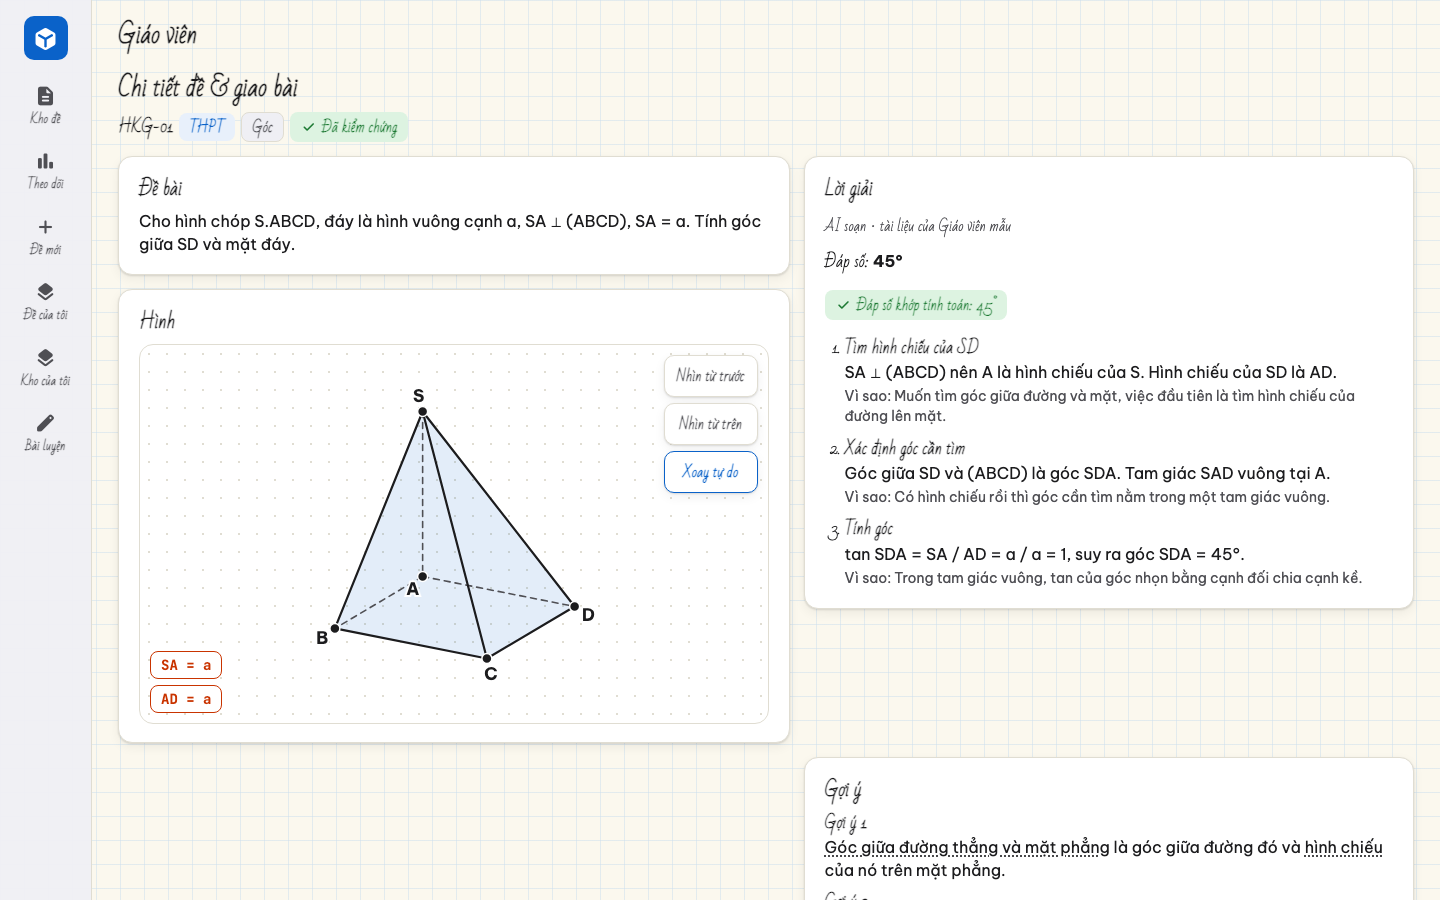 Giáo viên
Chi tiết đề & giao bài
HKG-01 THPT Góc Đã kiểm chứng
Kho đề
Theo dõi
Đề mới
Đề của tôi
Kho của tôi
Bài luyện
Đề bài
Cho hình chóp S.ABCD, đáy là hình vuông cạnh a, SA ⊥ (ABCD), SA = a. Tính góc
giữa SD và mặt đáy.
Hình
Nhìn từ trước
Nhìn từ trên
Xoay tự do
S
A
B
C
D
SA = a
AD = a
Lời giải
AI soạn · tài liệu của Giáo viên mẫu
Đáp số: 45°
Đáp số khớp tính toán: 45°
1. Tìm hình chiếu của SD
SA ⊥ (ABCD) nên A là hình chiếu của S. Hình chiếu của SD là AD.
Vì sao: Muốn tìm góc giữa đường và mặt, việc đầu tiên là tìm hình chiếu của
đường lên mặt.
2. Xác định góc cần tìm
Góc giữa SD và (ABCD) là góc SDA. Tam giác SAD vuông tại A.
Vì sao: Có hình chiếu rồi thì góc cần tìm nằm trong một tam giác vuông.
3. Tính góc
tan SDA = SA / AD = a / a = 1, suy ra góc SDA = 45°.
Vì sao: Trong tam giác vuông, tan của góc nhọn bằng cạnh đối chia cạnh kề.
Gợi ý
Gợi ý 1
Góc giữa đường thẳng và mặt phẳng là góc giữa đường đó và hình chiếu
của nó trên mặt phẳng.